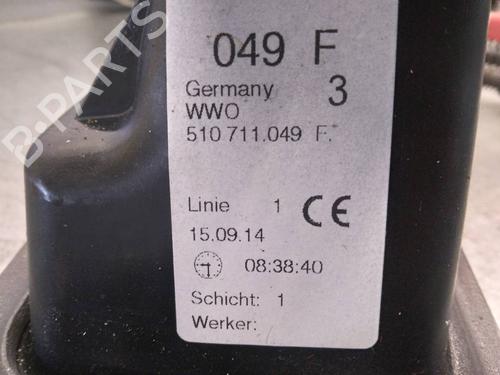 049 F
Germany 3
WWO
510 711.049 F.
Linie 1 CE
15.09.14
08:38:40
Schicht: 1
Werker:
B-PARTS